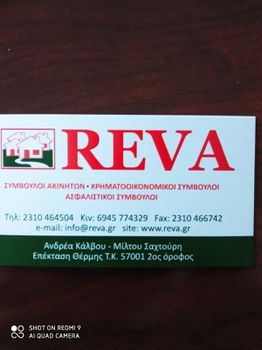 REVA
ΣΥΜΒΟΥΛΟΙ ΑΚΙΝΗΤΩΝ • ΧΡΗΜΑΤΟΟΙΚΟΝΟΜΙΚΟΙ ΣΥΜΒΟΥΛΟΙ
ΑΣΦΑΛΙΣΤΙΚΟΙ ΣΥΜΒΟΥΛΟΙ
Τηλ: 2310 464504 Κιν: 6945 774329 Fax: 2310 466742
e-mail: info@reva.gr site: www.reva.gr
Ανδρέα Κάλβου - Μίλτου Σαχτούρη
Επέκταση Θέρμης Τ.Κ. 57001 2ος όροφος
SHOT ON REDMI 9
AI QUAD CAMERA